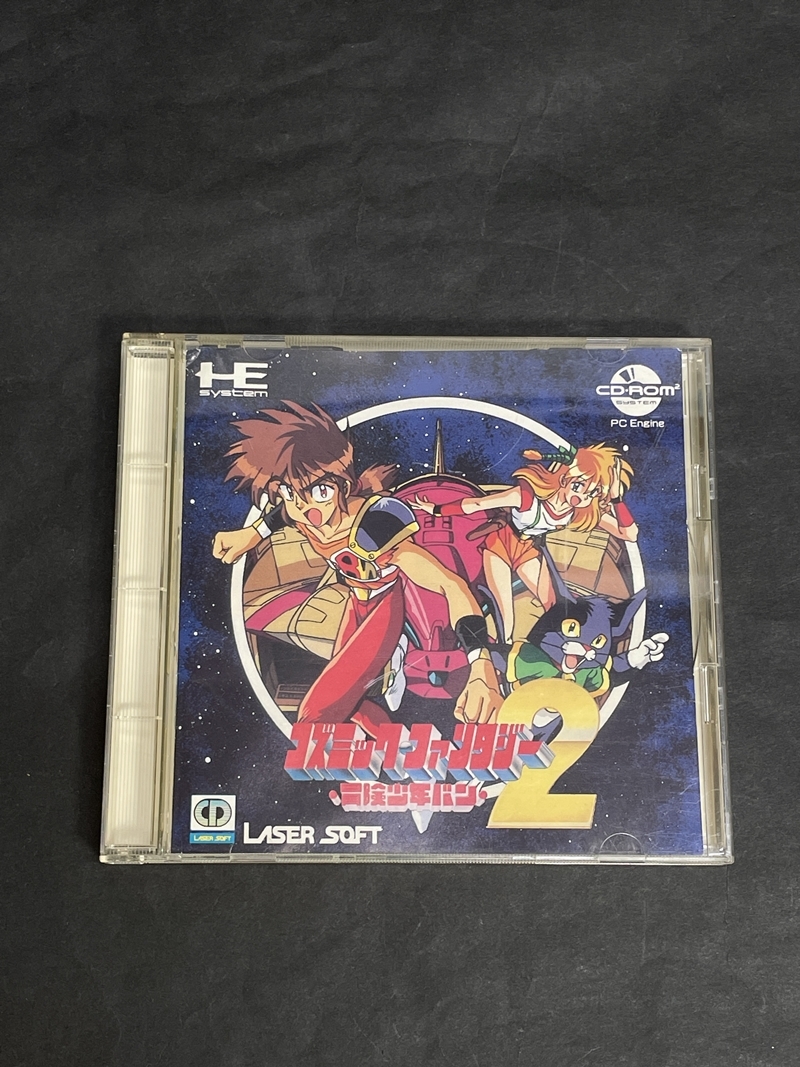 HE
system
CD-ROM²
SYSTEM
PC Engine
コズミック・ファンタジー2
・冒険少年バン・
CD
LASER SOFT
LASER SOFT